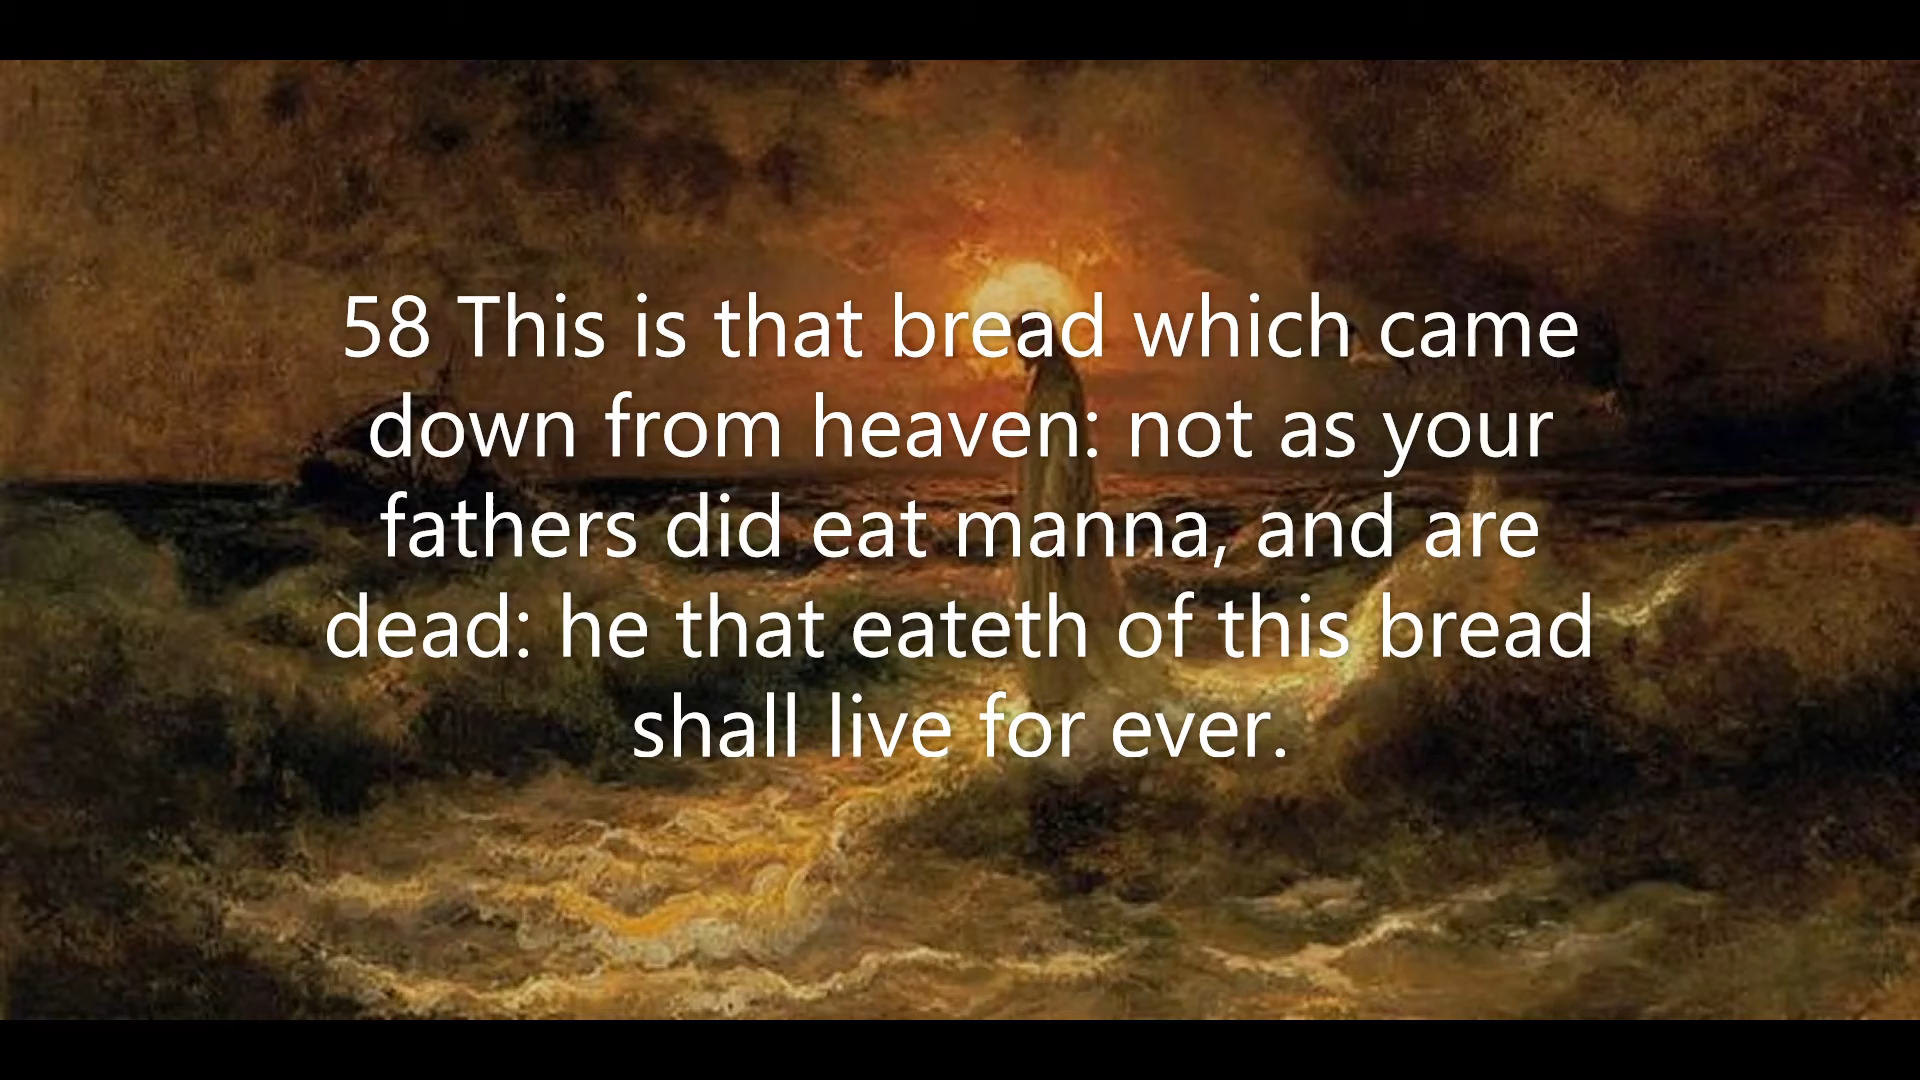 58 This is that bread which came
down from heaven: not as your
fathers did eat manna, and are
dead: he that eateth of this bread
shall live for ever.